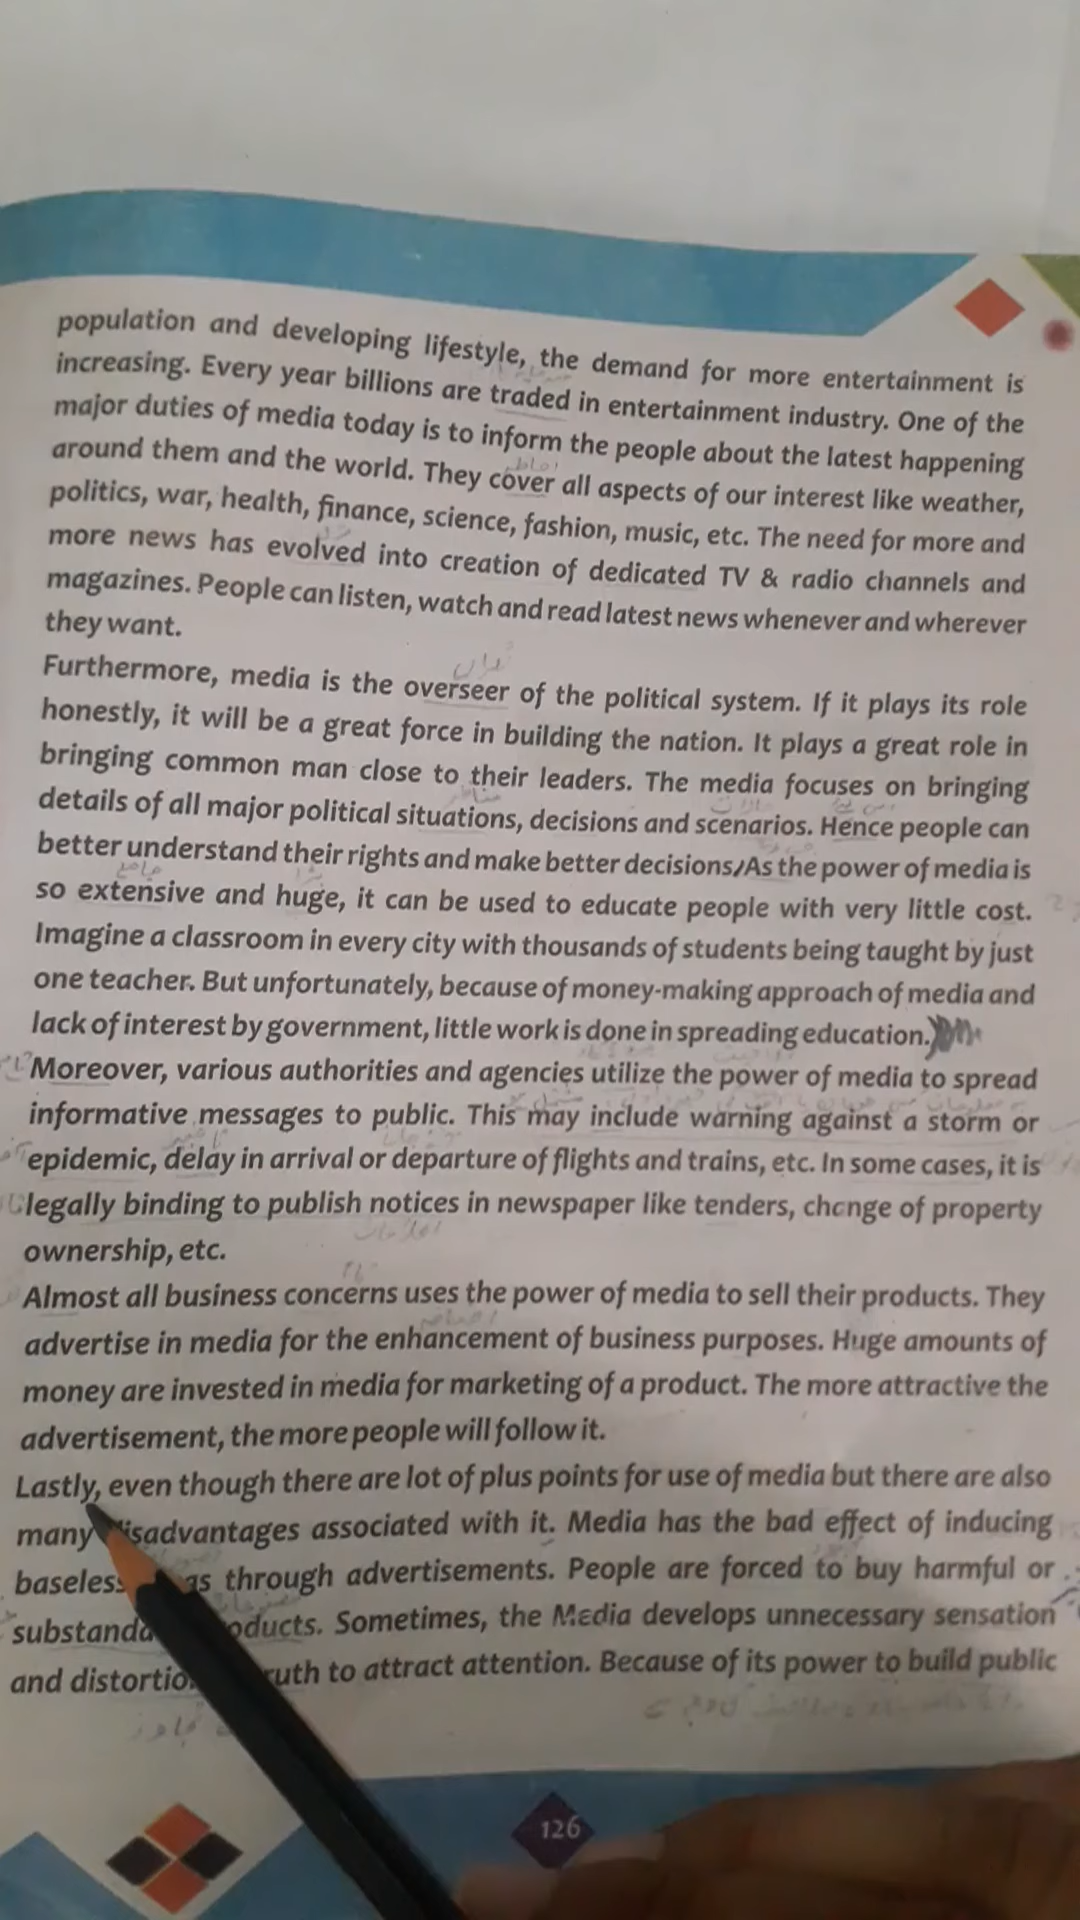 population and developing lifestyle, the demand for more entertainment is
increasing. Every year billions are traded in entertainment industry. One of the
major duties of media today is to inform the people about the latest happening
around them and the world. They cover all aspects of our interest like weather,
politics, war, health, finance, science, fashion, music, etc. The need for more and
more news has evolved into creation of dedicated TV & radio channels and
magazines. People can listen, watch and read latest news whenever and wherever
they want.
Furthermore, media is the overseer of the political system. If it plays its role
honestly, it will be a great force in building the nation. It plays a great role in
bringing common man close to their leaders. The media focuses on bringing
details of all major political situations, decisions and scenarios. Hence people can
better understand their rights and make better decisions. As the power of media is
so extensive and huge, it can be used to educate people with very little cost.
Imagine a classroom in every city with thousands of students being taught by just
one teacher. But unfortunately, because of money-making approach of media and
lack of interest by government, little work is done in spreading education.
Moreover, various authorities and agencies utilize the power of media to spread
informative messages to public. This may include warning against a storm or
epidemic, delay in arrival or departure of flights and trains, etc. In some cases, it is
legally binding to publish notices in newspaper like tenders, change of property
ownership, etc.
Almost all business concerns uses the power of media to sell their products. They
advertise in media for the enhancement of business purposes. Huge amounts of
money are invested in media for marketing of a product. The more attractive the
advertisement, the more people will follow it.
Lastly, even though there are lot of plus points for use of media but there are also
many disadvantages associated with it. Media has the bad effect of inducing
baseless through advertisements. People are forced to buy harmful or
Sometimes, the Media develops unnecessary sensation
and to attract attention. Because of its power to build public
126